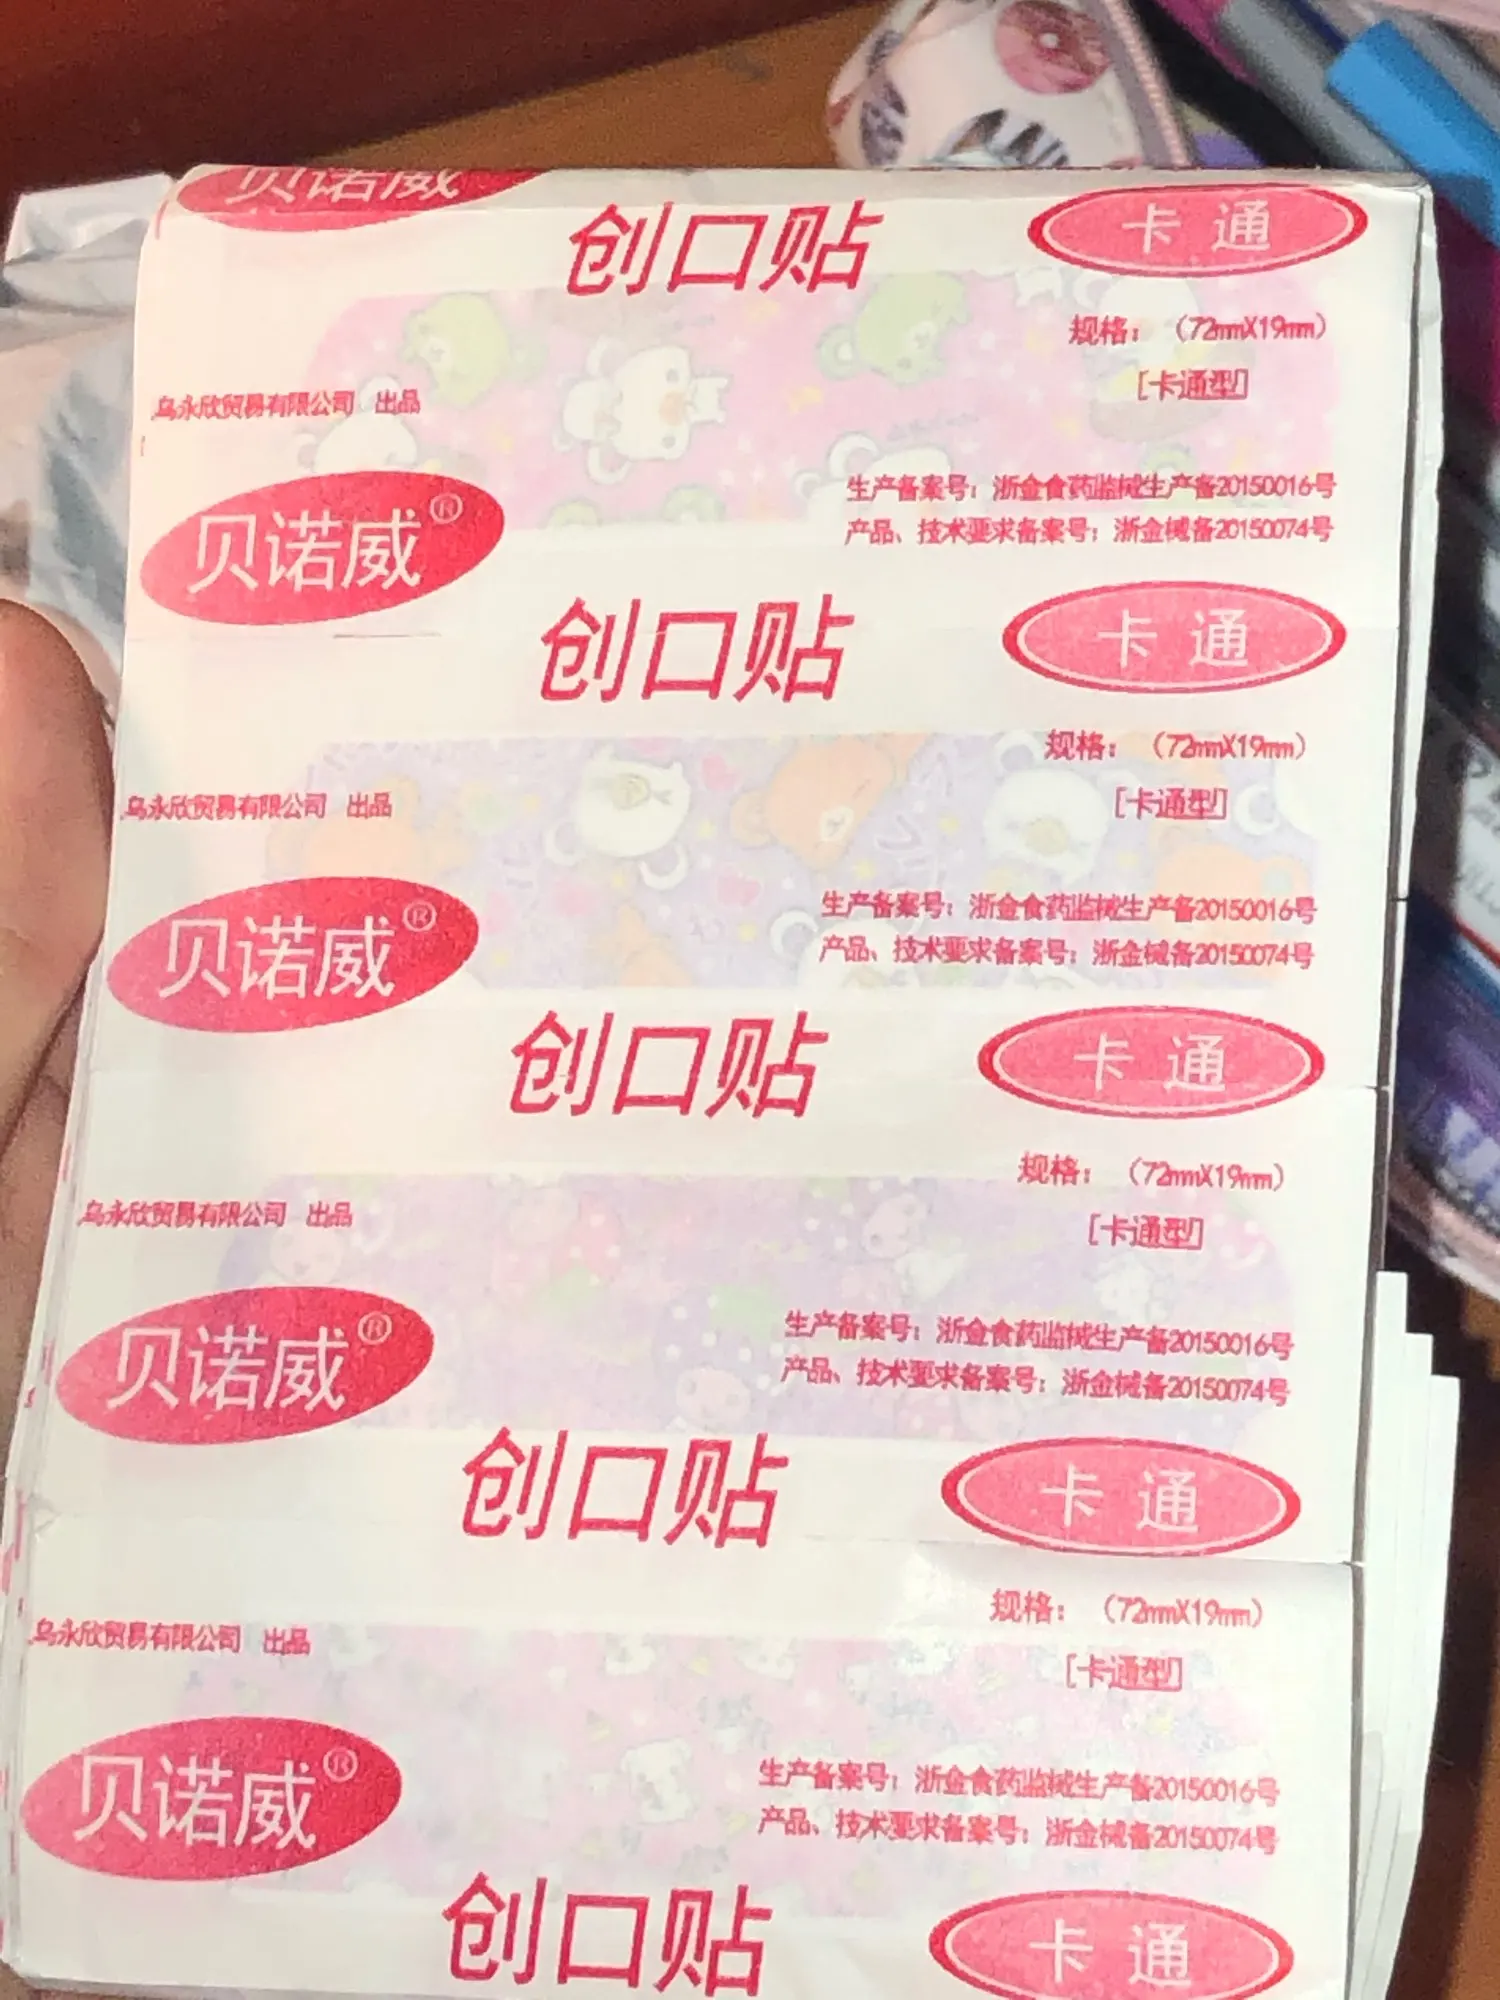 贝诺威
创口贴
卡通
规格：（72mmX19mm）
[卡通型]
乌永欣贸易有限公司 出品
生产备案号：浙金食药监械生产备20150016号
产品、技术要求备案号：浙金械备20150074号
贝诺威®
创口贴
卡通
规格：（72mmX19mm）
[卡通型]
乌永欣贸易有限公司 出品
生产备案号：浙金食药监械生产备20150016号
产品、技术要求备案号：浙金械备20150074号
贝诺威®
创口贴
卡通
规格：（72mmX19mm）
[卡通型]
乌永欣贸易有限公司 出品
生产备案号：浙金食药监械生产备20150016号
产品、技术要求备案号：浙金械备20150074号
贝诺威®
创口贴
卡通
规格：（72mmX19mm）
[卡通型]
乌永欣贸易有限公司 出品
生产备案号：浙金食药监械生产备20150016号
产品、技术要求备案号：浙金械备20150074号
贝诺威®
创口贴
卡通